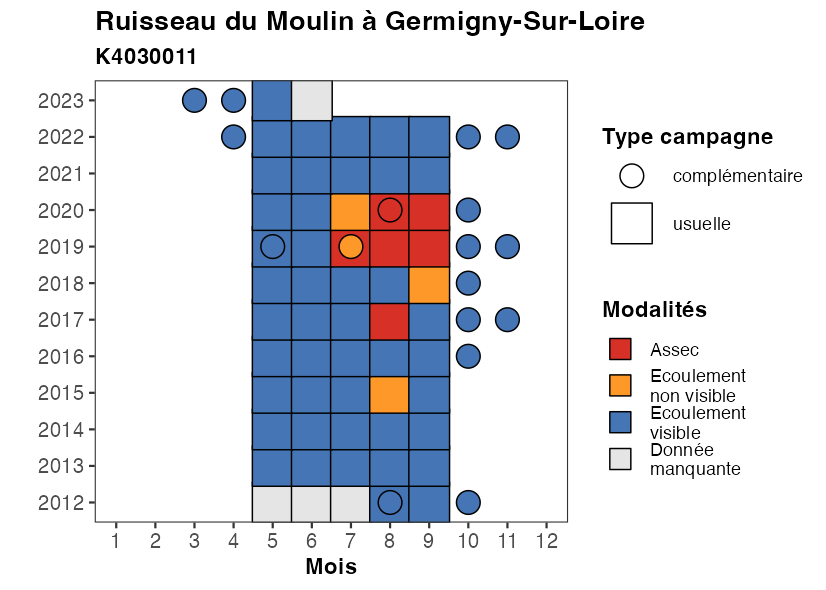 Ruisseau du Moulin à Germigny-Sur-Loire
K4030011
2023
2022
2021
2020
2019
2018
2017
2016
2015
2014
2013
2012
1 2 3 4 5 6 7 8 9 10 11 12
Mois
Type campagne
complémentaire
usuelle
Modalités
Assec
Ecoulement
non visible
Ecoulement
visible
Donnée
manquante